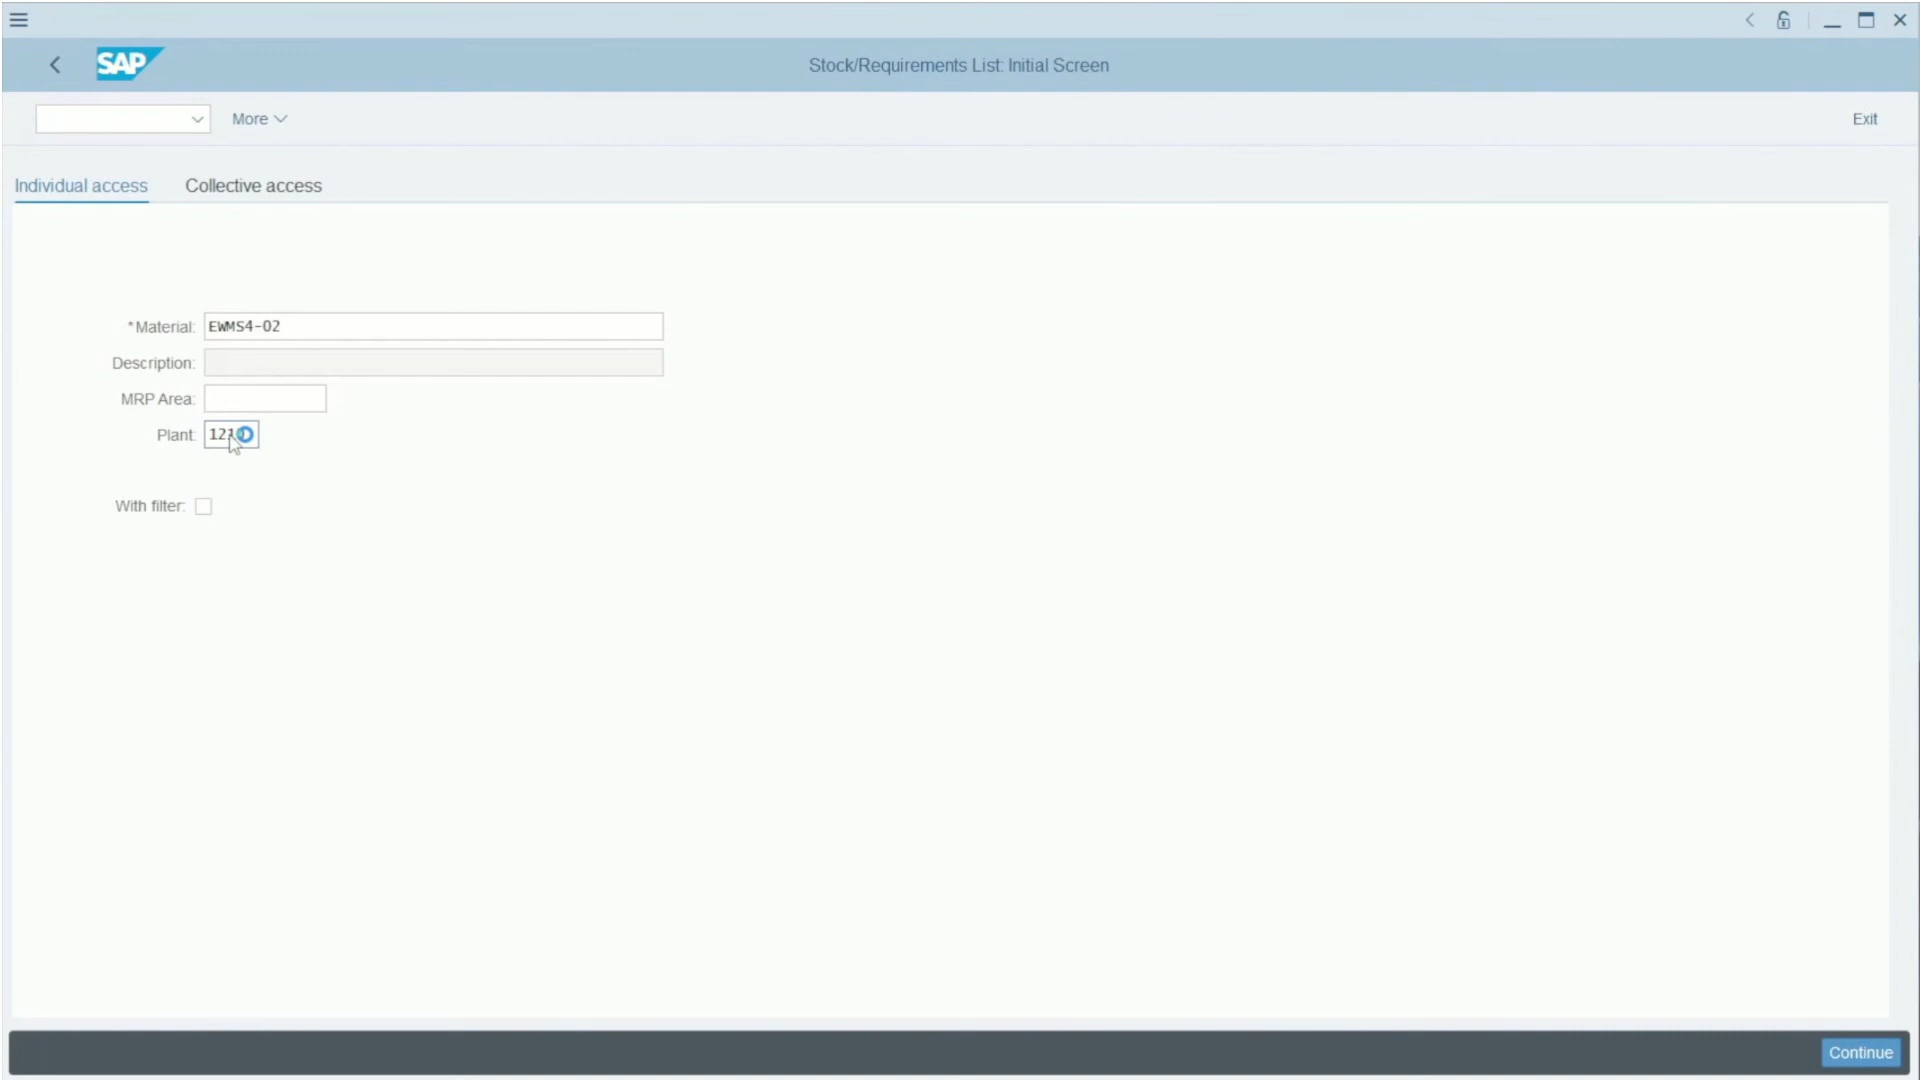 SAP
Stock/Requirements List: Initial Screen
More
Exit
Individual access
Collective access
*Material: EWMS4-02
Description:
MRP Area:
Plant:
With filter:
Continue